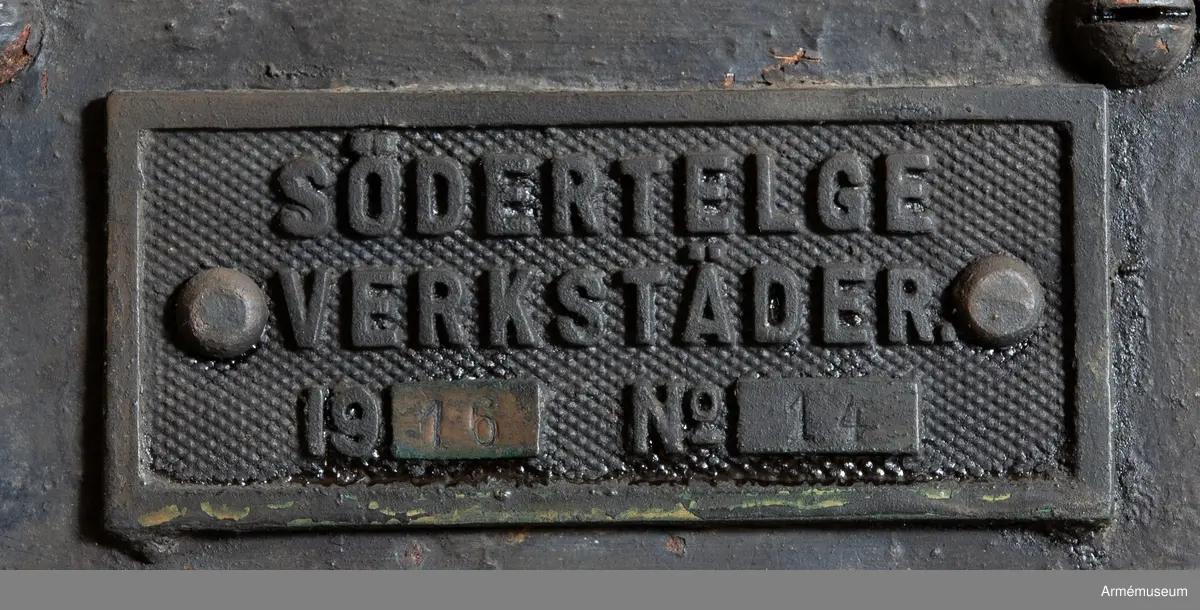 SÖDERTELGE
VERKSTÄDER.
1916 No 14
Armémuseum